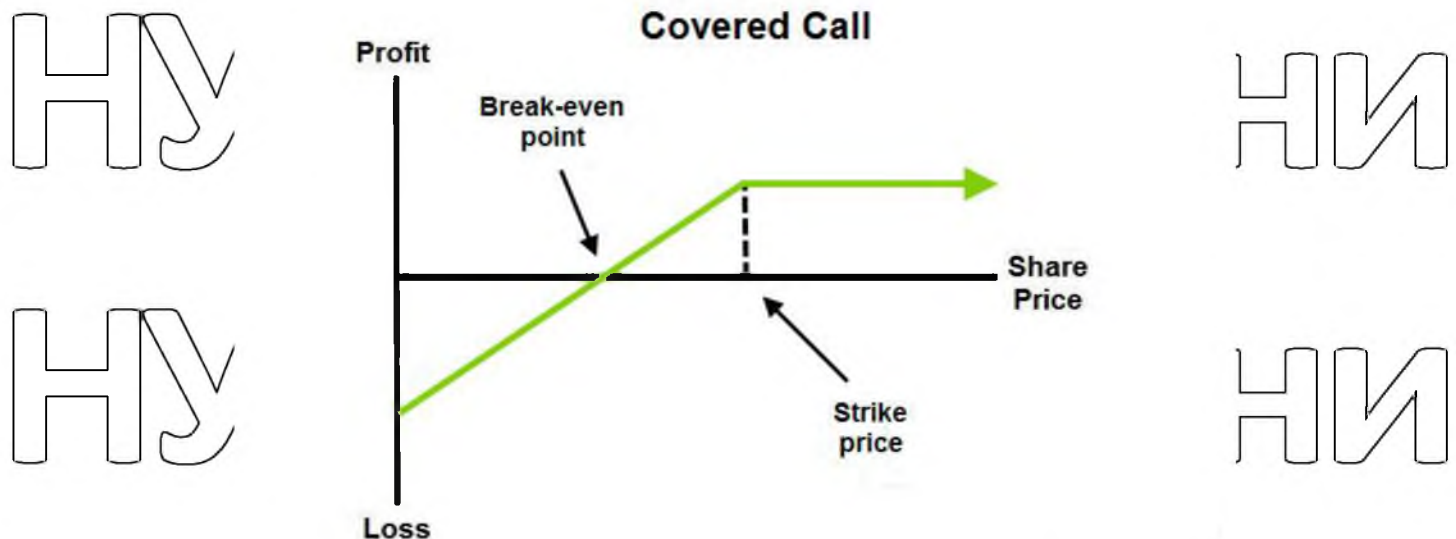 Covered Call
Profit
Break-even
point
Share
Price
Strike
price
Loss
НУ
НИ
НУ
НИ